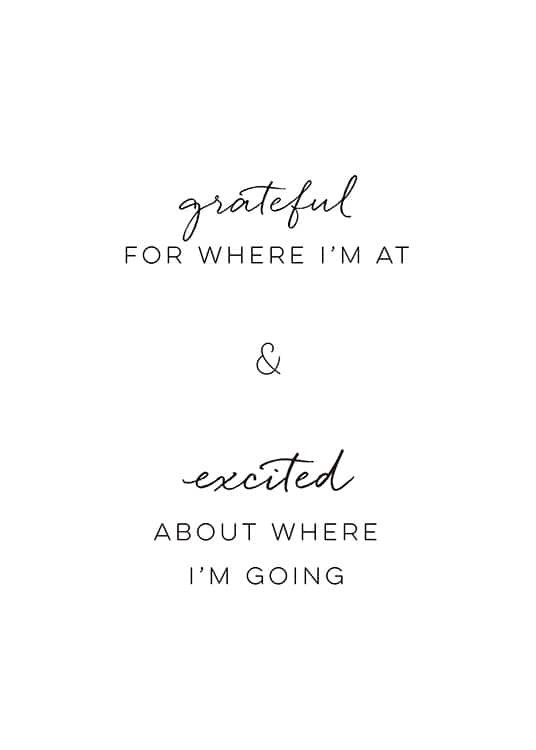 grateful
FOR WHERE I'M AT
&
excited
ABOUT WHERE
I'M GOING